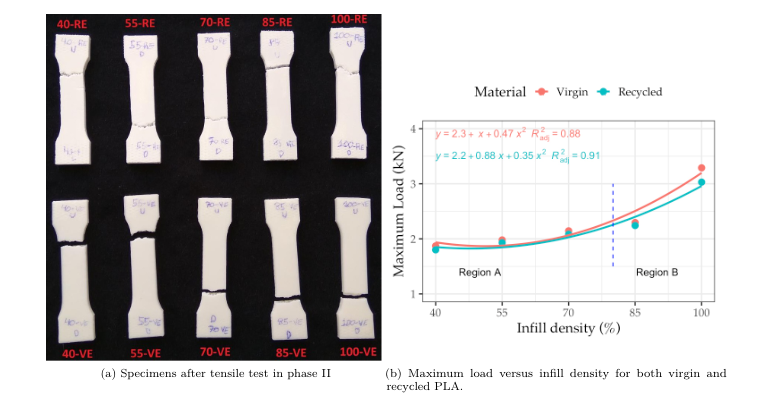 40-RE 55-RE 70-RE 85-RE 100-RE
40-VE 55-VE 70-VE 85-VE 100-VE
(a) Specimens after tensile test in phase II
Material Virgin Recycled
y = 2.3 + x + 0.47 x² R²adj = 0.88
y = 2.2 + 0.88 x + 0.35 x² R²adj = 0.91
Maximum Load (kN)
4
3
2
1
Region A Region B
40 55 70 85 100
Infill density (%)
(b) Maximum load versus infill density for both virgin and
recycled PLA.